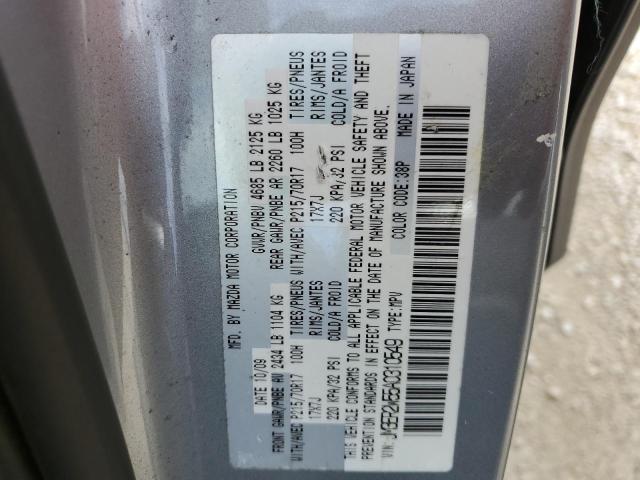 MFD. BY MAZDA MOTOR CORPORATION
DATE 10/09 GVWR/PNBV 4685 LB 2125 KG
FRONT GAWR/PNBE AV 2434 LB 1104 KG REAR GAWR/PNBE AR 2260 LB 1025 KG
WITH/AVEC P215/70R17 100H TIRES/PNEUS WITH/AVEC P215/70R17 100H TIRES/PNEUS
17X7J RIMS/JANTES 17X7J RIMS/JANTES
220 KPA/32 PSI COLD/A FROID 220 KPA/32 PSI COLD/A FROID
THIS VEHICLE CONFORMS TO ALL APPLICABLE FEDERAL MOTOR VEHICLE SAFETY AND THEFT
PREVENTION STANDARDS IN EFFECT ON THE DATE OF MANUFACTURE SHOWN ABOVE.
COLOR CODE:38P MADE IN JAPAN
V.I.N.: TYPE:MPV